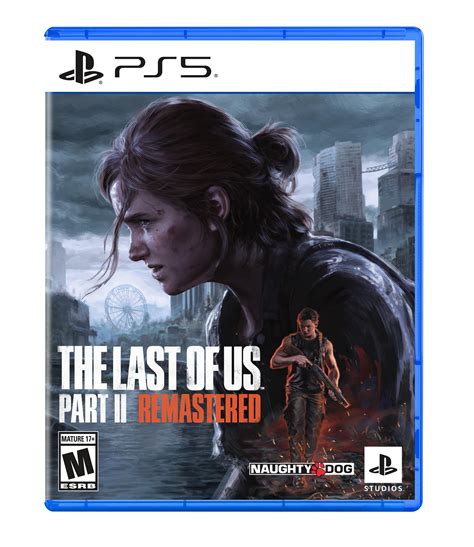 PS5
THE LAST OF US
PART II REMASTERED
MATURE 17+
M
ESRB
NAUGHTY DOG
STUDIOS